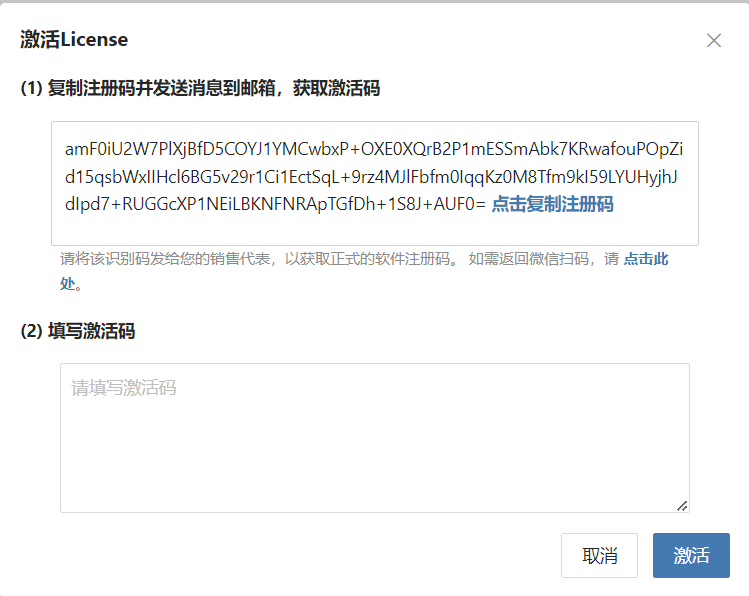 激活License
(1) 复制注册码并发送消息到邮箱，获取激活码
amF0iU2W7PlXjBfD5COYJ1YMCwbxP+OXE0XQrB2P1mESSmAbk7KRwafouPOpZi
d15qsbWxIIHcl6BG5v29r1Ci1EctSqL+9rz4MJlFbfm0IqqKz0M8Tfm9kI59LYUHyjhJ
dIpd7+RUGGcXP1NEiLBKNFNRApTGfDh+1S8J+AUF0= 点击复制注册码
请将该识别码发给您的销售代表，以获取正式的软件注册码。 如需返回微信扫码，请 点击此
处。
(2) 填写激活码
请填写激活码
取消
激活